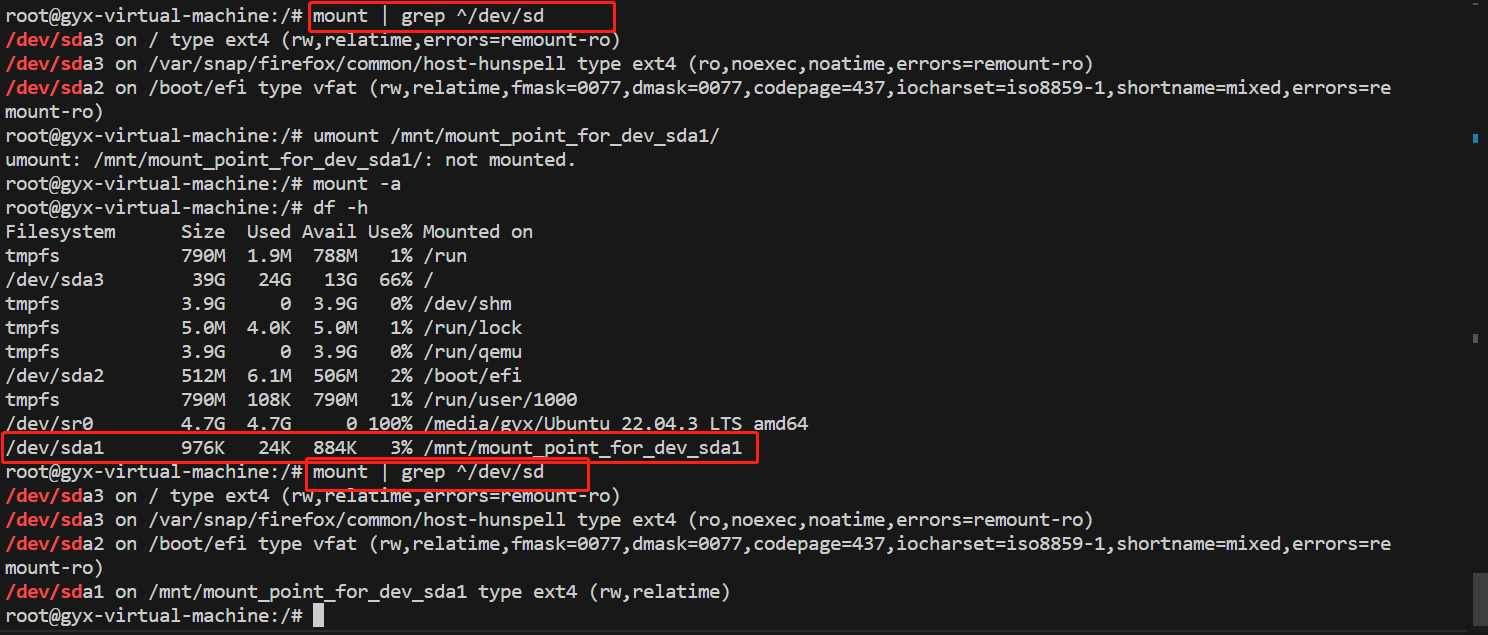 root@gyx-virtual-machine:/# mount | grep ^/dev/sd
/dev/sda3 on / type ext4 (rw,relatime,errors=remount-ro)
/dev/sda3 on /var/snap/firefox/common/host-hunspell type ext4 (ro,noexec,noatime,errors=remount-ro)
/dev/sda2 on /boot/efi type vfat (rw,relatime,fmask=0077,dmask=0077,codepage=437,iocharset=iso8859-1,shortname=mixed,errors=re
mount-ro)
root@gyx-virtual-machine:/# umount /mnt/mount_point_for_dev_sda1/
umount: /mnt/mount_point_for_dev_sda1/: not mounted.
root@gyx-virtual-machine:/# mount -a
root@gyx-virtual-machine:/# df -h
Filesystem      Size  Used Avail Use% Mounted on
tmpfs           790M  1.9M  788M   1% /run
/dev/sda3        39G   24G   13G  66% /
tmpfs           3.9G     0  3.9G   0% /dev/shm
tmpfs           5.0M  4.0K  5.0M   1% /run/lock
tmpfs           3.9G     0  3.9G   0% /run/qemu
/dev/sda2       512M  6.1M  506M   2% /boot/efi
tmpfs           790M  108K  790M   1% /run/user/1000
/dev/sr0        4.7G  4.7G     0 100% /media/gyx/Ubuntu 22.04.3 LTS amd64
/dev/sda1       976K   24K  884K   3% /mnt/mount_point_for_dev_sda1
root@gyx-virtual-machine:/# mount | grep ^/dev/sd
/dev/sda3 on / type ext4 (rw,relatime,errors=remount-ro)
/dev/sda3 on /var/snap/firefox/common/host-hunspell type ext4 (ro,noexec,noatime,errors=remount-ro)
/dev/sda2 on /boot/efi type vfat (rw,relatime,fmask=0077,dmask=0077,codepage=437,iocharset=iso8859-1,shortname=mixed,errors=re
mount-ro)
/dev/sda1 on /mnt/mount_point_for_dev_sda1 type ext4 (rw,relatime)
root@gyx-virtual-machine:/#